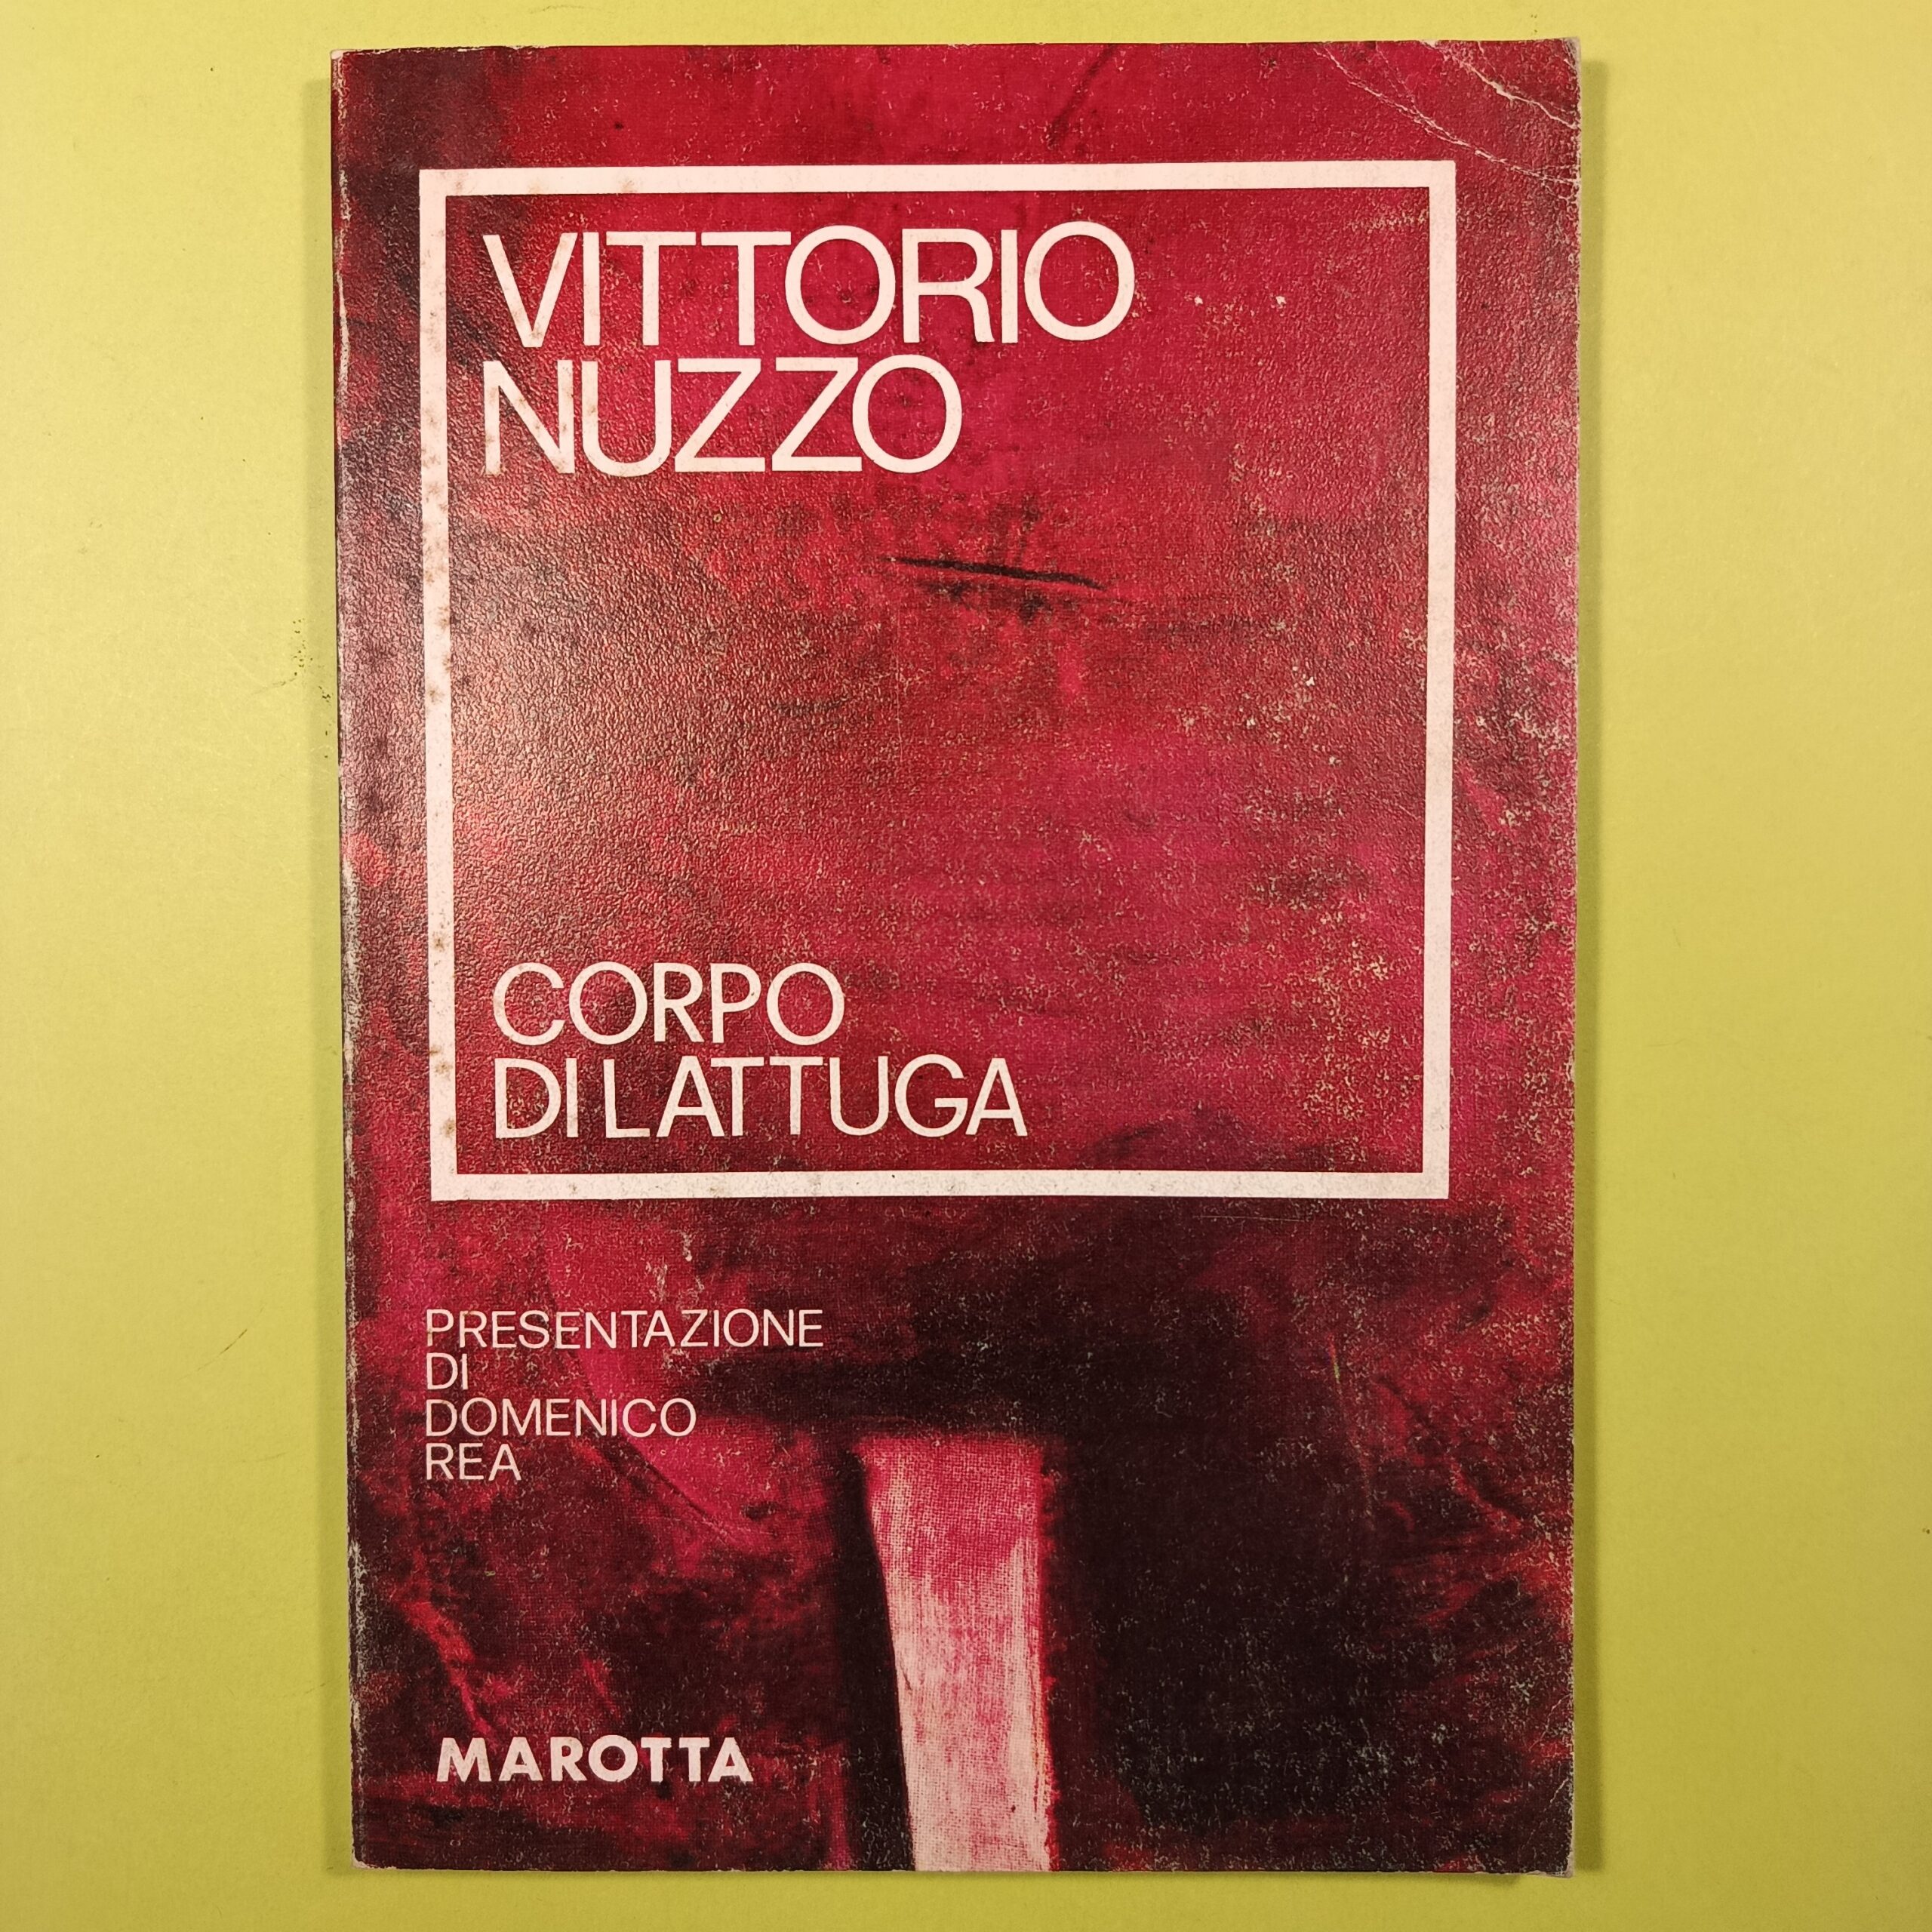 VITTORIO
NUZZO
CORPO
DI LATTUGA
PRESENTAZIONE
DI
DOMENICO
REA
MAROTTA